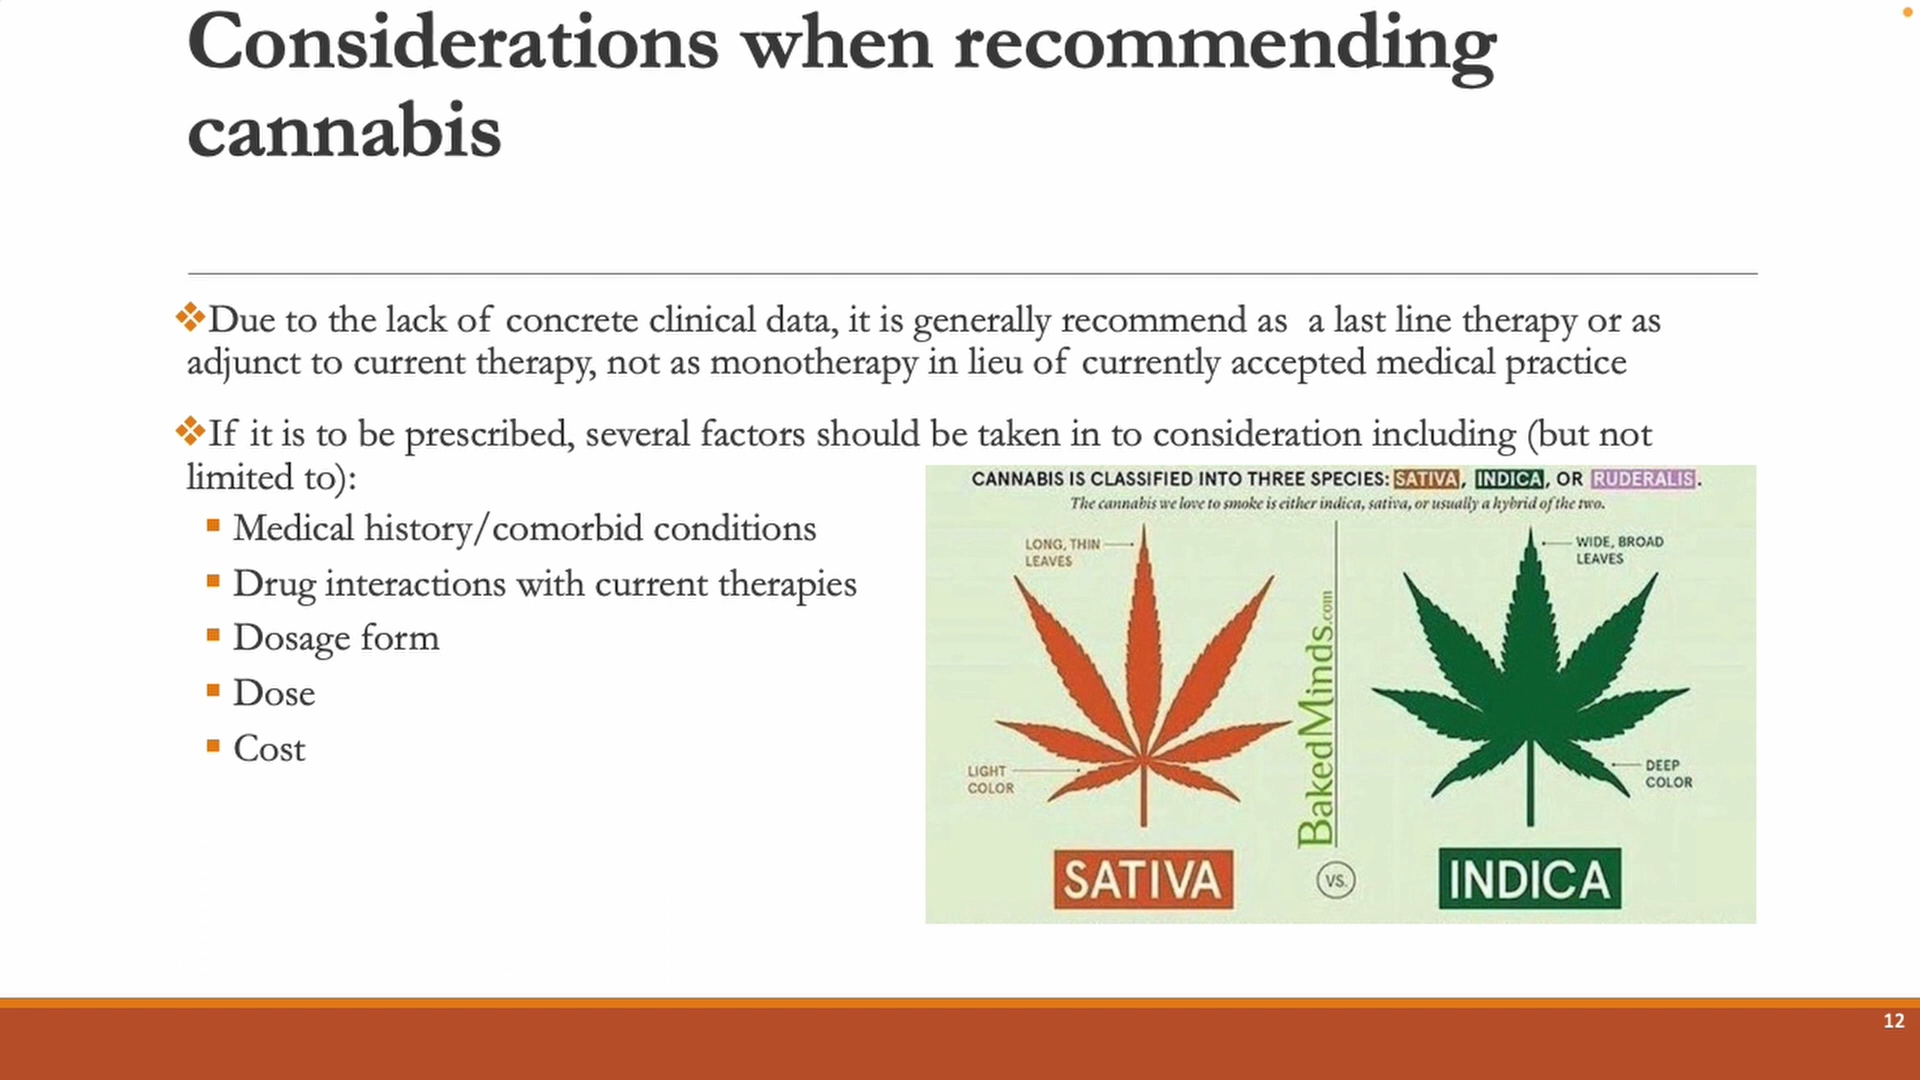 Considerations when recommending
cannabis
❖Due to the lack of concrete clinical data, it is generally recommend as a last line therapy or as
adjunct to current therapy, not as monotherapy in lieu of currently accepted medical practice
❖If it is to be prescribed, several factors should be taken in to consideration including (but not
limited to):
▪ Medical history/comorbid conditions
▪ Drug interactions with current therapies
▪ Dosage form
▪ Dose
▪ Cost
CANNABIS IS CLASSIFIED INTO THREE SPECIES: SATIVA, INDICA, OR RUDERALIS.
The cannabis we love to smoke is either indica, sativa, or usually a hybrid of the two.
LONG, THIN
LEAVES
LIGHT
COLOR
SATIVA
BakedMinds.com
VS.
WIDE, BROAD
LEAVES
DEEP
COLOR
INDICA
12